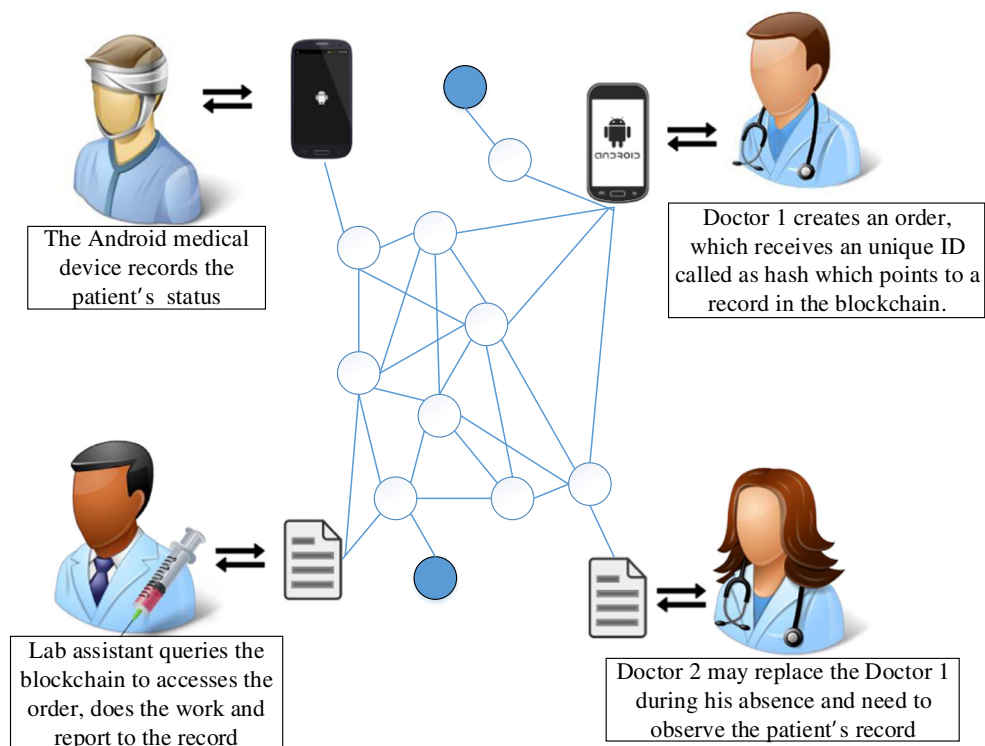 ANDROID
The Android medical
device records the
patient's status
Doctor 1 creates an order,
which receives an unique ID
called as hash which points to a
record in the blockchain.
Lab assistant queries the
blockchain to accesses the
order, does the work and
report to the record
Doctor 2 may replace the Doctor 1
during his absence and need to
observe the patient's record